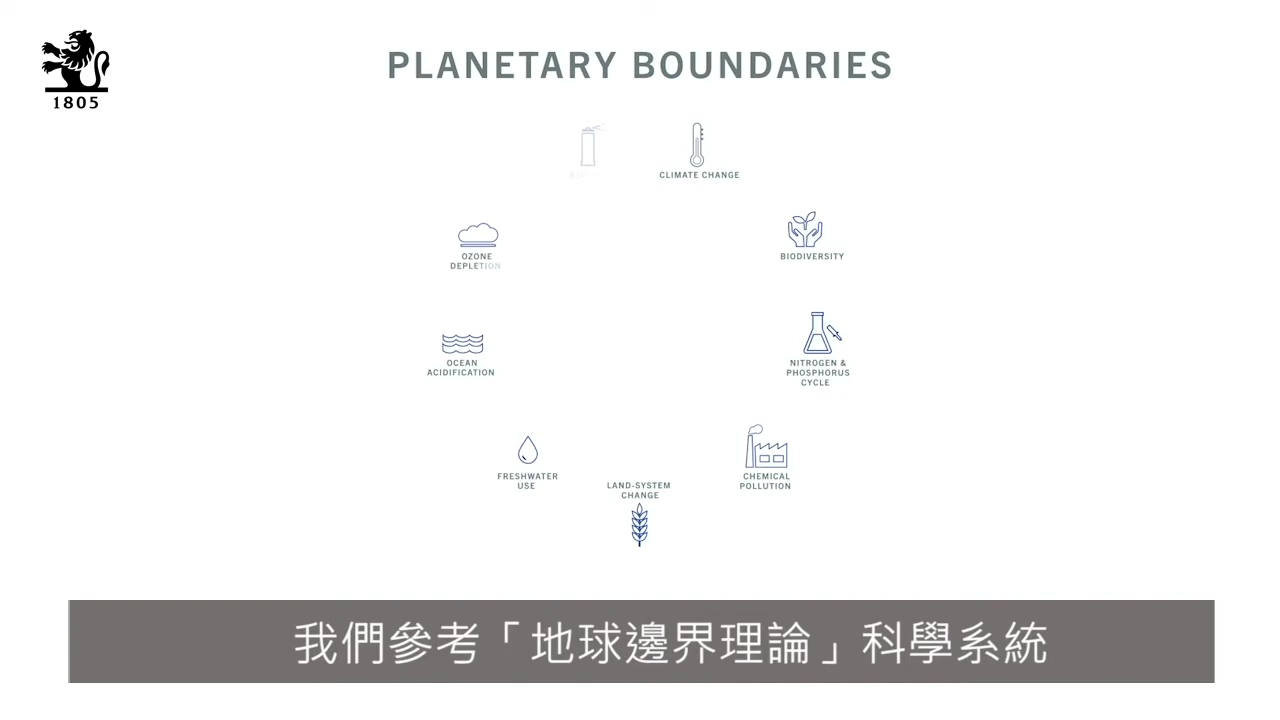 1805
PLANETARY BOUNDARIES
CLIMATE CHANGE
OZONE
DEPLETION
BIODIVERSITY
OCEAN
ACIDIFICATION
NITROGEN &
PHOSPHORUS
CYCLE
FRESHWATER
USE
LAND-SYSTEM
CHANGE
CHEMICAL
POLLUTION
我們參考「地球邊界理論」科學系統